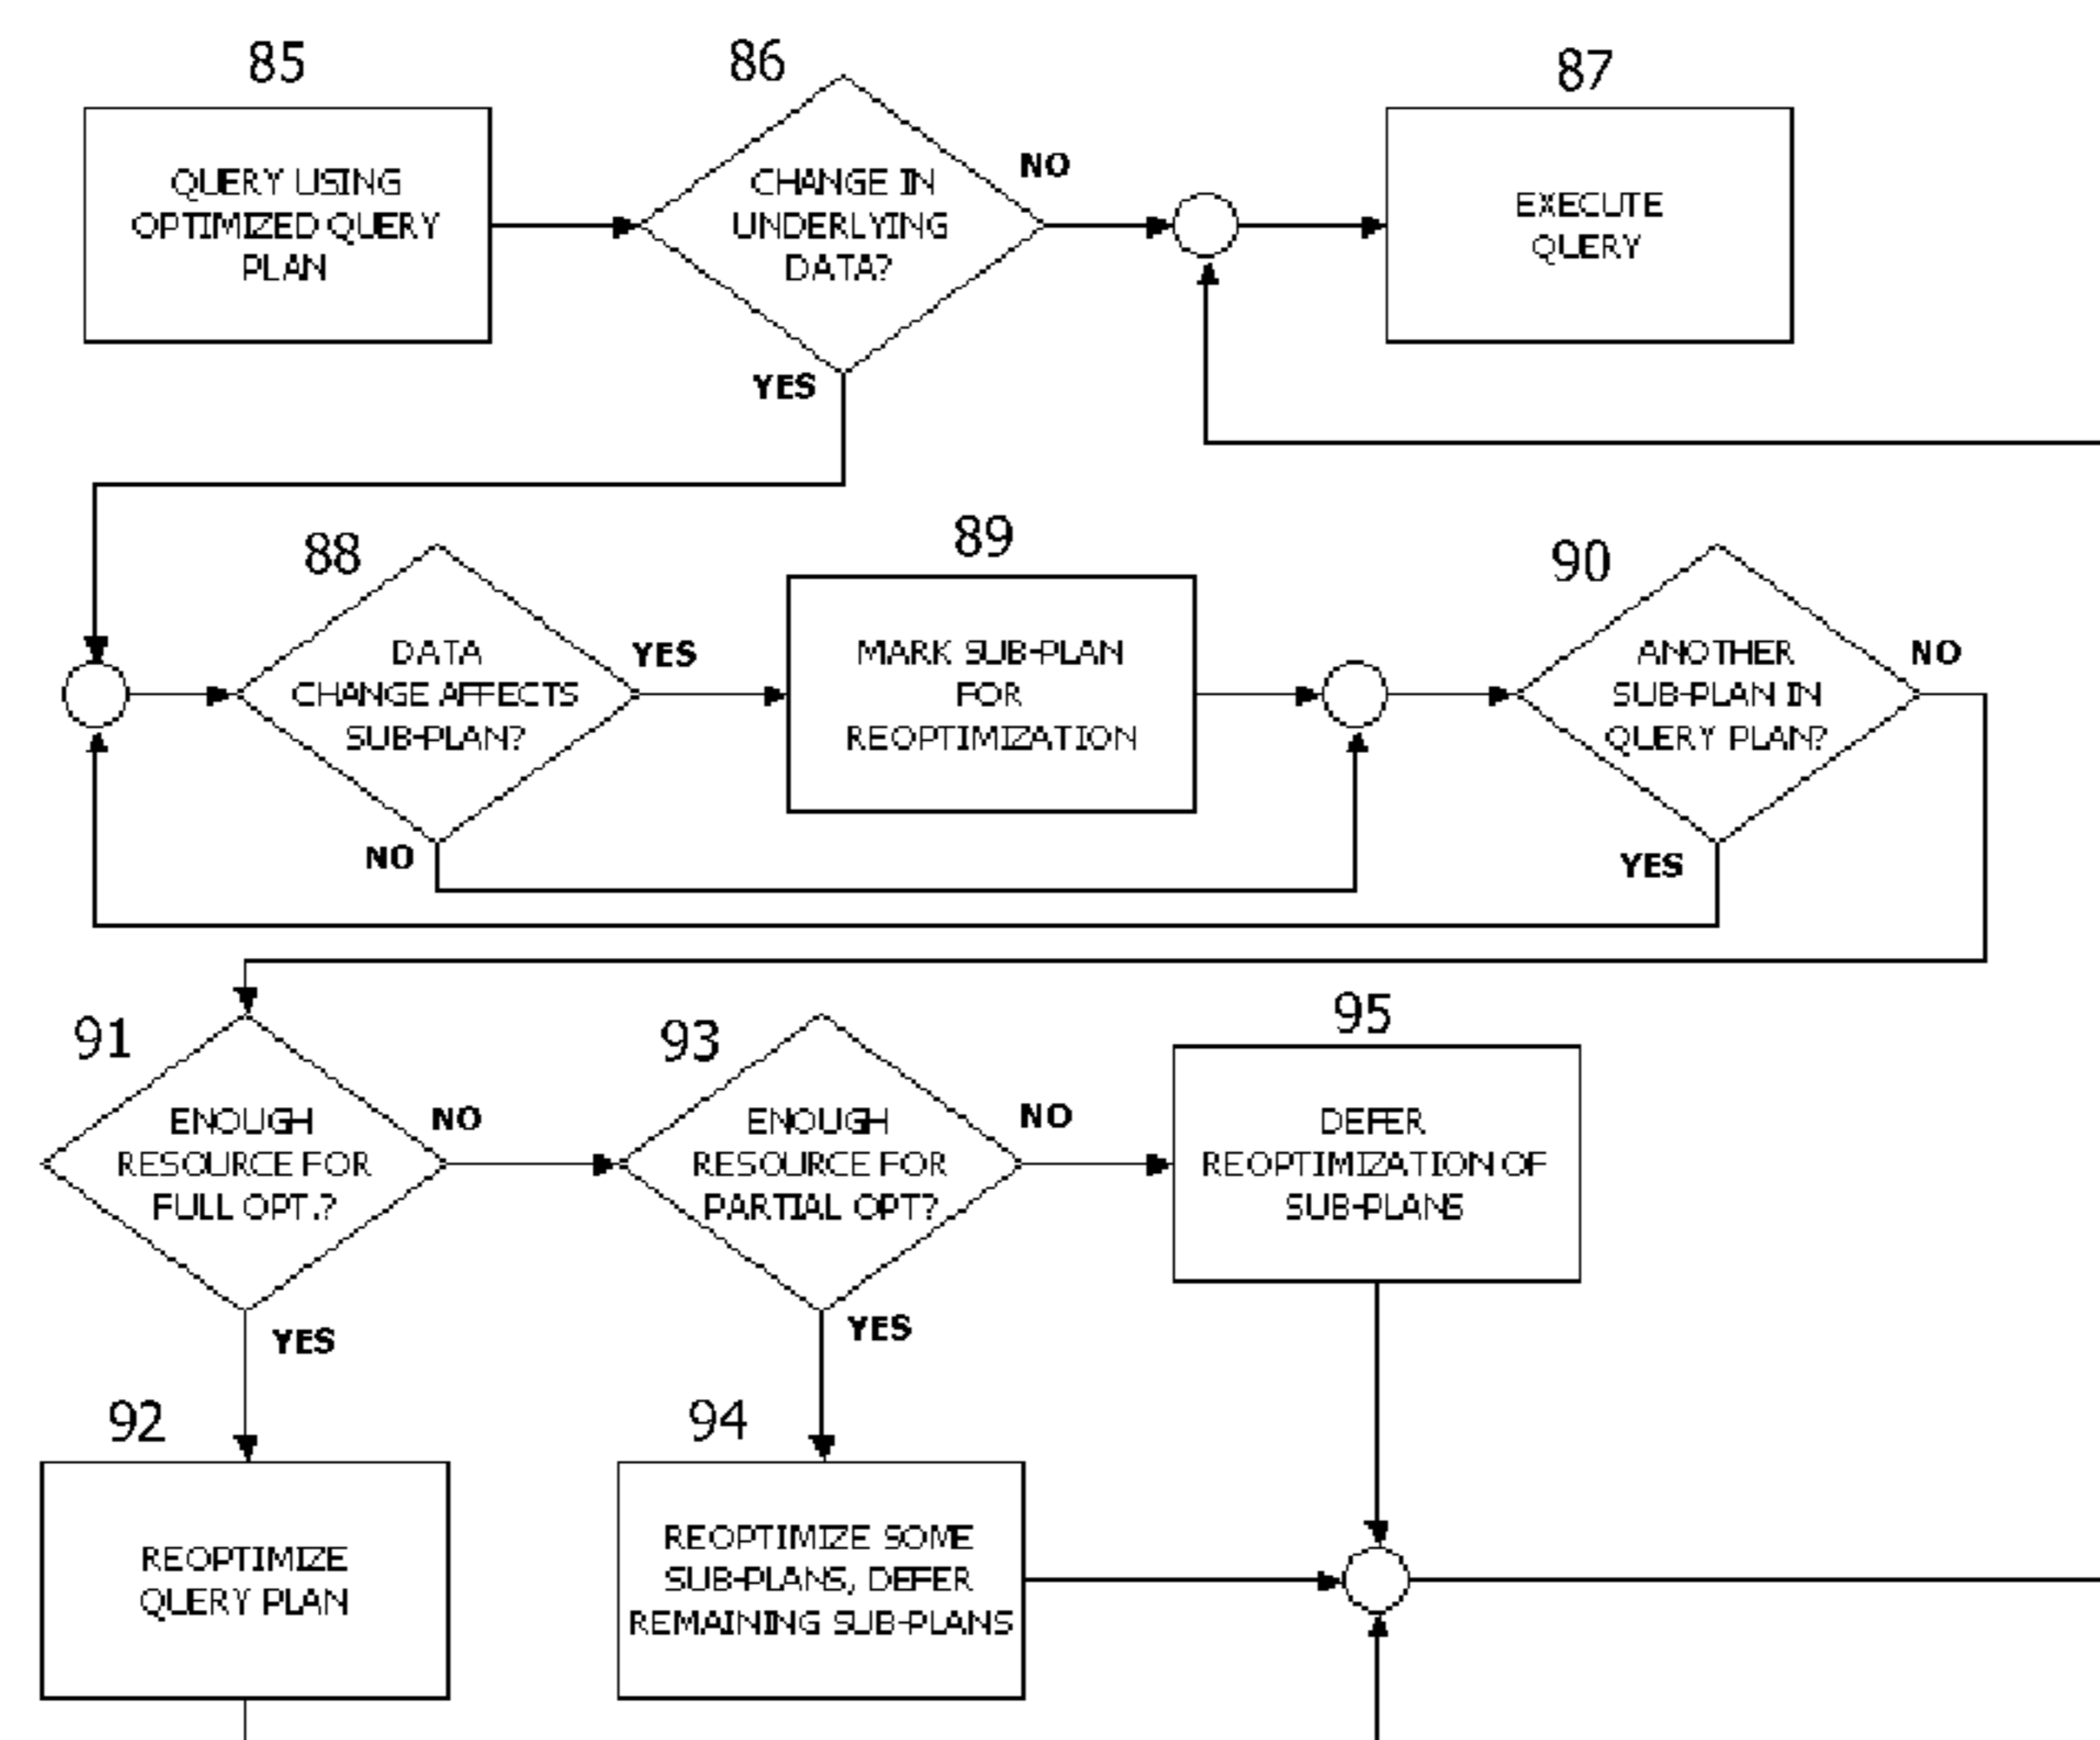 85
QUERY USING
OPTIMIZED QUERY
PLAN
86
CHANGE IN
UNDERLYING
DATA?
NO
YES
87
EXECUTE
QUERY
88
DATA
CHANGE AFFECTS
SUB-PLAN?
YES
NO
89
MARK SUB-PLAN
FOR
REOPTIMIZATION
90
ANOTHER
SUB-PLAN IN
QUERY PLAN?
NO
YES
91
ENOUGH
RESOURCE FOR
FULL OPT.?
NO
YES
93
ENOUGH
RESOURCE FOR
PARTIAL OPT?
NO
YES
95
DEFER
REOPTIMIZATION OF
SUB-PLANS
92
REOPTIMIZE
QUERY PLAN
94
REOPTIMIZE SOME
SUB-PLANS, DEFER
REMAINING SUB-PLANS